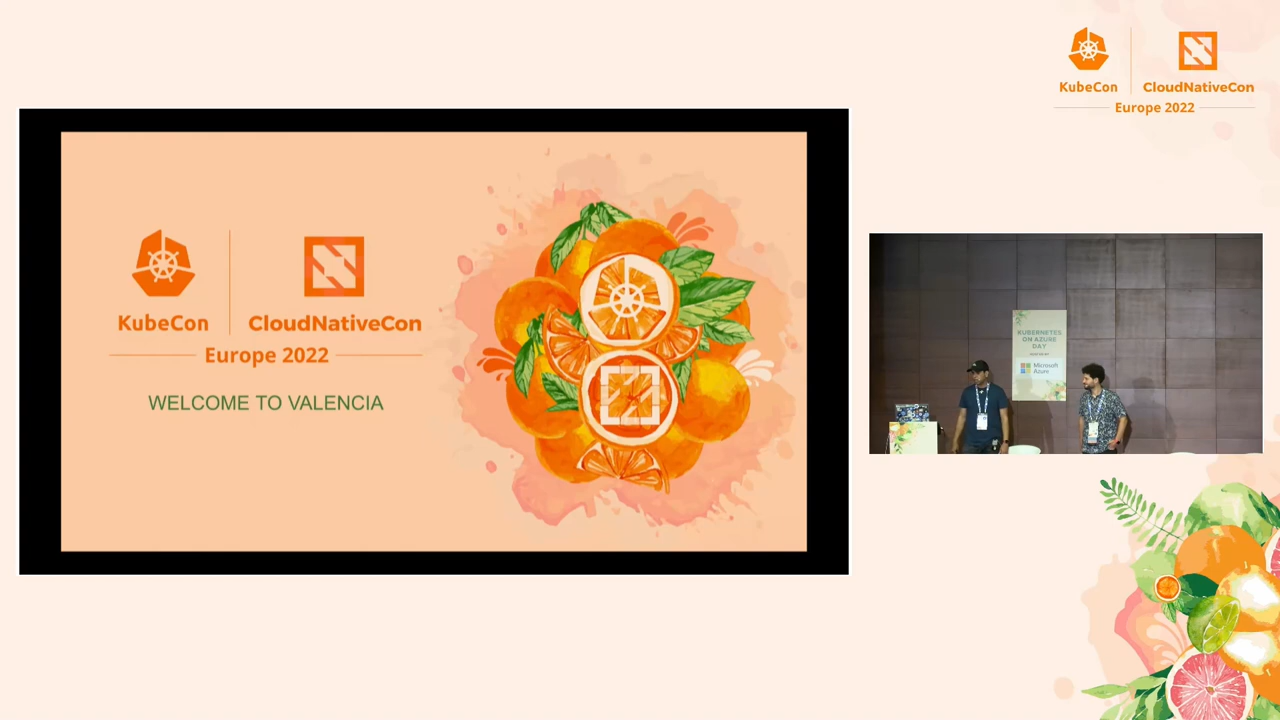 KubeCon
CloudNativeCon
Europe 2022
KubeCon
CloudNativeCon
Europe 2022
WELCOME TO VALENCIA
KUBERNETES
ON AZURE
DAY
Microsoft
Azure